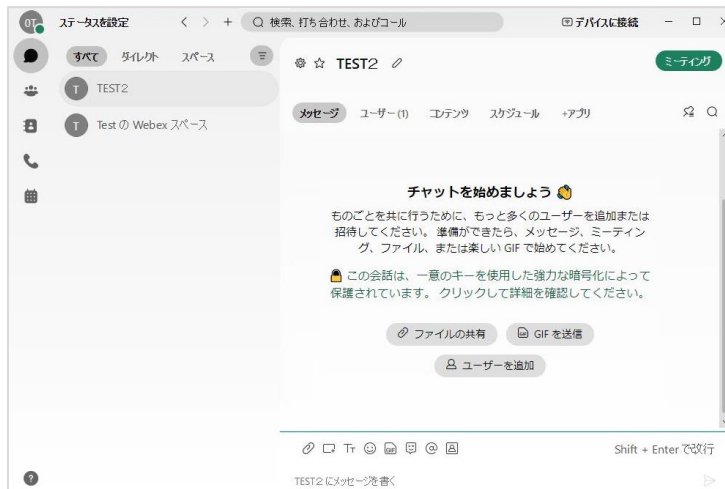 OT ステータスを設定 検索、打ち合わせ、およびコール デバイスに接続
すべて ダイレクト スペース
T TEST2
T Test の Webex スペース
TEST2 ミーティング
メッセージ ユーザー (1) コンテンツ スケジュール +アプリ
チャットを始めましょう
ものごとを共に行うために、もっと多くのユーザーを追加または
招待してください。 準備ができたら、メッセージ、ミーティン
グ、ファイル、または楽しい GIF で始めてください。
この会話は、一意のキーを使用した強力な暗号化によって
保護されています。 クリックして詳細を確認してください。
ファイルの共有 GIF を送信
ユーザーを追加
Shift + Enter で改行
TEST2 にメッセージを書く